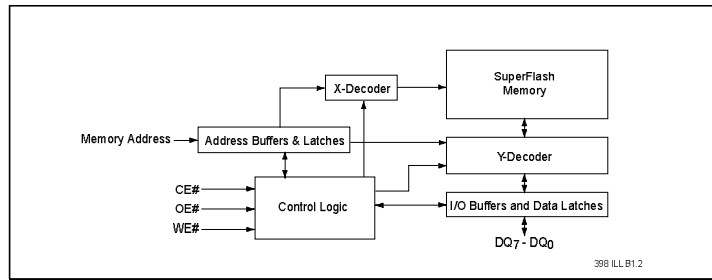 SuperFlash
Memory
X-Decoder
Memory Address
Address Buffers & Latches
Y-Decoder
CE#
OE#
WE#
Control Logic
I/O Buffers and Data Latches
DQ7 - DQ0
398 ILL B1.2